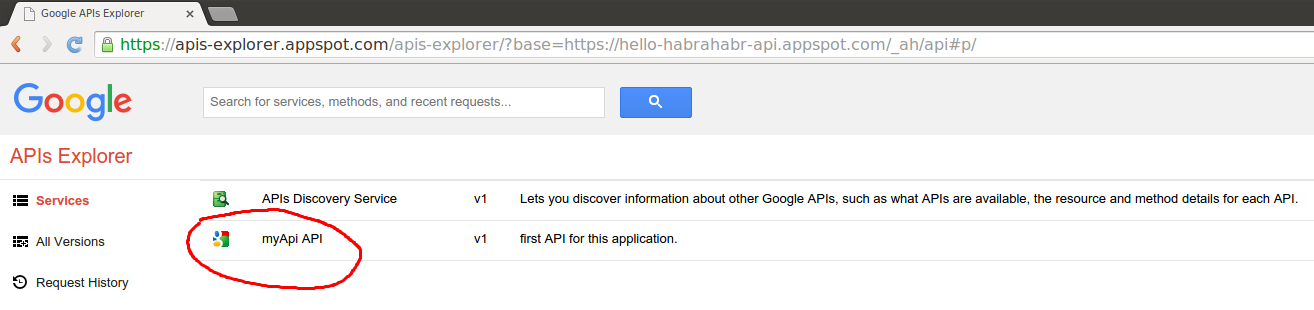 Google APIs Explorer
https://apis-explorer.appspot.com/apis-explorer/?base=https://hello-habrahabr-api.appspot.com/_ah/api#p/
Google
Search for services, methods, and recent requests...
APIs Explorer
Services
APIs Discovery Service v1 Lets you discover information about other Google APIs, such as what APIs are available, the resource and method details for each API.
All Versions
myApi API v1 first API for this application.
Request History